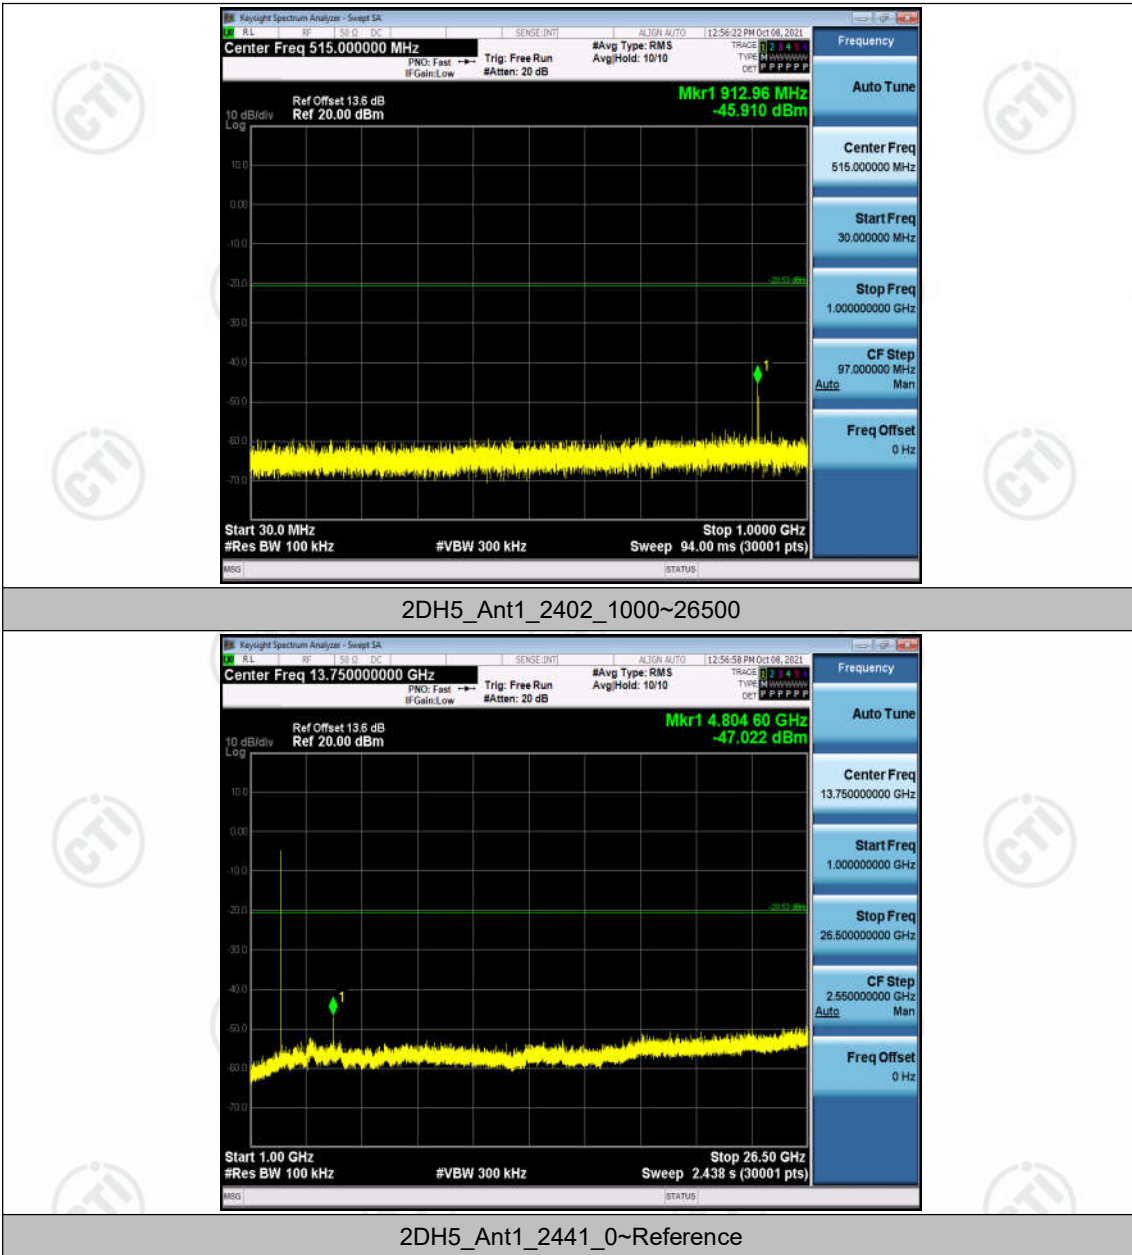 Keysight Spectrum Analyzer - Swept SA
RL RF 50 Ω DC SENSE:INT ALIGN AUTO 12:56:22 PM Oct 08, 2021
Center Freq 515.000000 MHz
PNO: Fast
IFGain:Low
Trig: Free Run
#Atten: 20 dB
#Avg Type: RMS
Avg|Hold: 10/10
TRACE 1 2 3 4 5 6
TYPE M W W W W W
DET P P P P P P
Mkr1 912.96 MHz
-45.910 dBm
Ref Offset 13.6 dB
10 dB/div Ref 20.00 dBm
Log
10.0
0.00
-10.0
-20.0
-20.53 dBm
-30.0
-40.0
1
-50.0
-60.0
-70.0
Start 30.0 MHz Stop 1.0000 GHz
#Res BW 100 kHz #VBW 300 kHz Sweep 94.00 ms (30001 pts)
MSG STATUS
Frequency
Auto Tune
Center Freq
515.000000 MHz
Start Freq
30.000000 MHz
Stop Freq
1.000000000 GHz
CF Step
97.000000 MHz
Auto Man
Freq Offset
0 Hz
CTI
CTI
CTI
CTI
2DH5_Ant1_2402_1000~26500
Keysight Spectrum Analyzer - Swept SA
RL RF 50 Ω DC SENSE:INT ALIGN AUTO 12:56:58 PM Oct 08, 2021
Center Freq 13.750000000 GHz
PNO: Fast
IFGain:Low
Trig: Free Run
#Atten: 20 dB
#Avg Type: RMS
Avg|Hold: 10/10
TRACE 1 2 3 4 5 6
TYPE M W W W W W
DET P P P P P P
Mkr1 4.804 60 GHz
-47.022 dBm
Ref Offset 13.6 dB
10 dB/div Ref 20.00 dBm
Log
10.0
0.00
-10.0
-20.0
-20.53 dBm
-30.0
-40.0
1
-50.0
-60.0
-70.0
Start 1.00 GHz Stop 26.50 GHz
#Res BW 100 kHz #VBW 300 kHz Sweep 2.438 s (30001 pts)
MSG STATUS
Frequency
Auto Tune
Center Freq
13.750000000 GHz
Start Freq
1.000000000 GHz
Stop Freq
26.500000000 GHz
CF Step
2.550000000 GHz
Auto Man
Freq Offset
0 Hz
CTI
CTI
2DH5_Ant1_2441_0~Reference